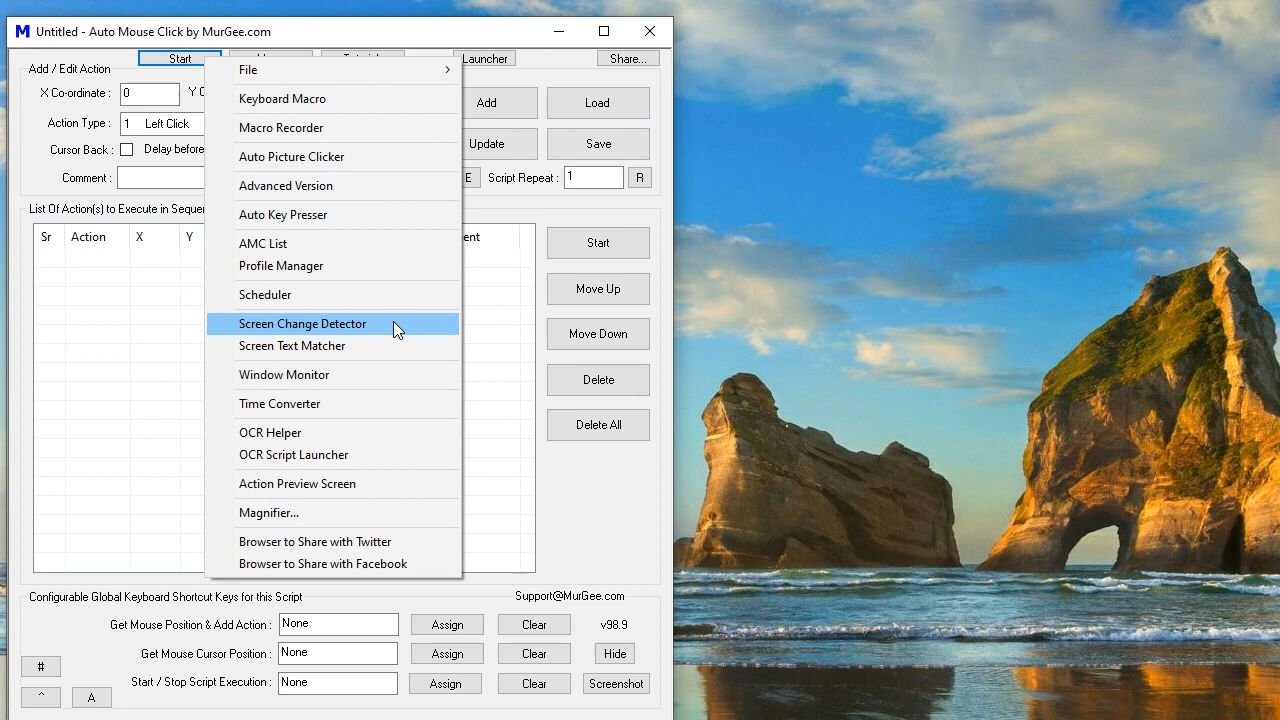 M Untitled - Auto Mouse Click by MurGee.com
Start
Launcher
Share...
Add / Edit Action
X Co-ordinate : 0
Action Type : 1 Left Click
Cursor Back : Delay before
Comment :
Add
Load
Update
Save
E
Script Repeat : 1
R
File
Keyboard Macro
Macro Recorder
Auto Picture Clicker
Advanced Version
Auto Key Presser
AMC List
Profile Manager
Scheduler
Screen Change Detector
Screen Text Matcher
Window Monitor
Time Converter
OCR Helper
OCR Script Launcher
Action Preview Screen
Magnifier...
Browser to Share with Twitter
Browser to Share with Facebook
List Of Action(s) to Execute in Sequen
Sr Action X Y
Start
Move Up
Move Down
Delete
Delete All
Configurable Global Keyboard Shortcut Keys for this Script
Support@MurGee.com
Get Mouse Position & Add Action : None Assign Clear v98.9
Get Mouse Cursor Position : None Assign Clear Hide
Start / Stop Script Execution : None Assign Clear Screenshot
#
^ A